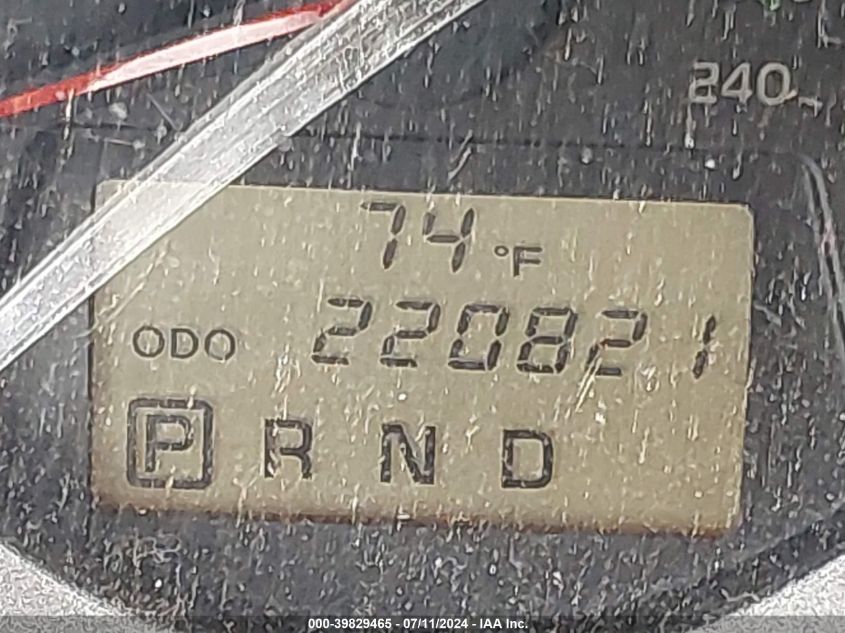 240
74 °F
ODO 220821
P R N D
000-39829465 - 07/11/2024 - IAA Inc.